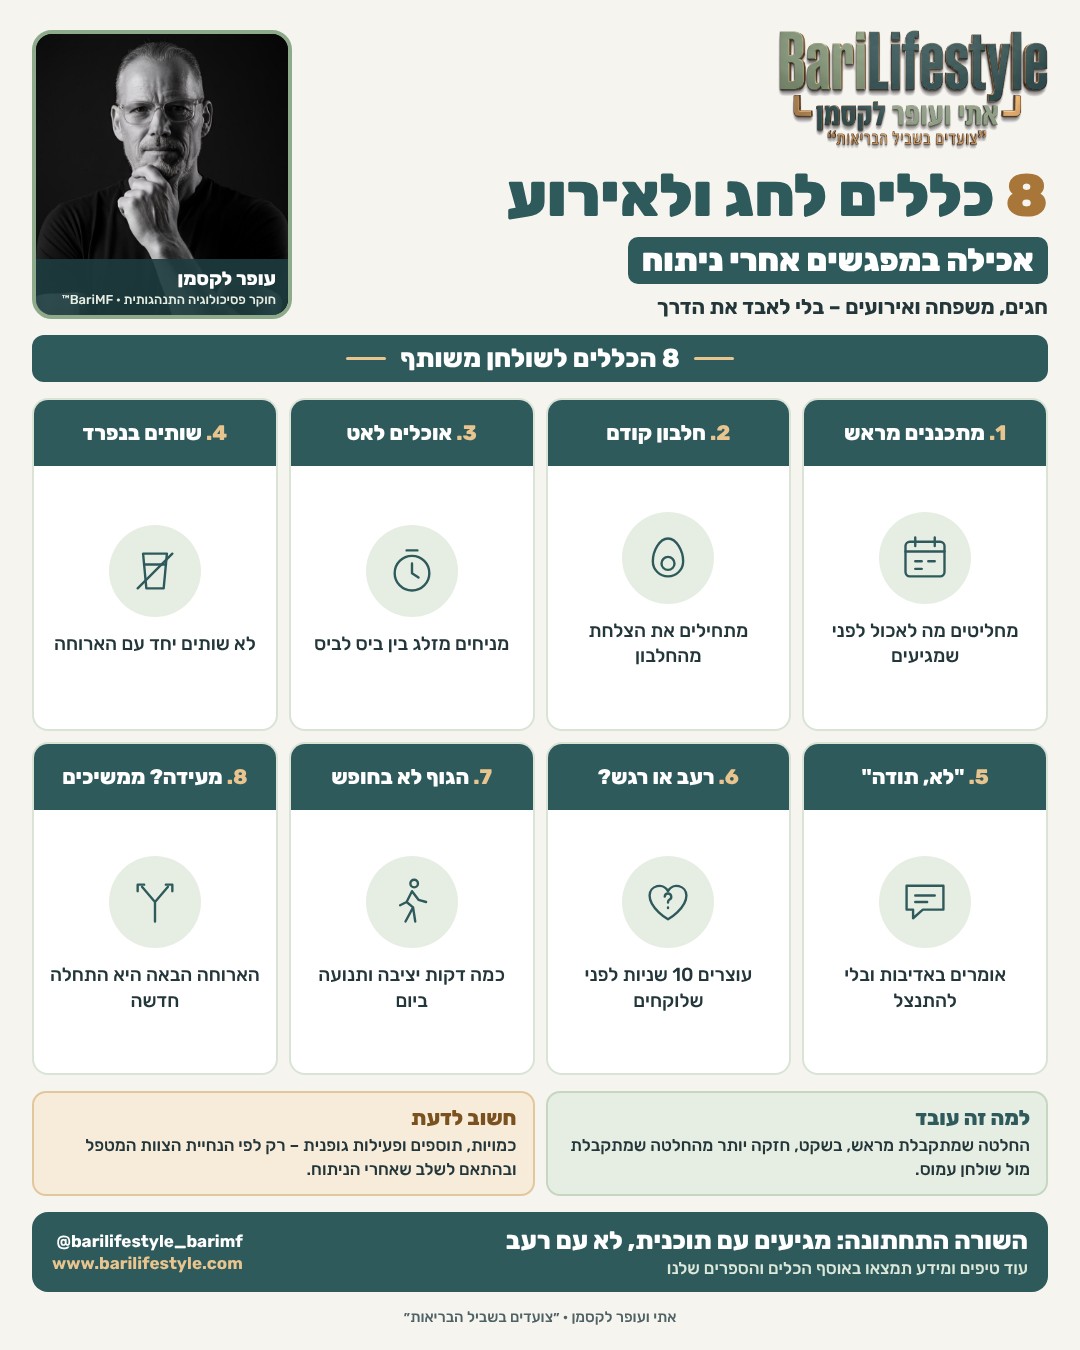 BariLifestyle
אתי ועופר לקסמן
"צועדים בשביל הבריאות"
8 כללים לחג ולאירוע
אכילה במפגשים אחרי ניתוח
חגים, משפחה ואירועים – בלי לאבד את הדרך
עופר לקסמן
חוקר פסיכולוגיה התנהגותית • BariMF™
8 הכללים לשולחן משותף
1. מתכננים מראש
מחליטים מה לאכול לפני
שמגיעים
2. חלבון קודם
מתחילים את הצלחת
מהחלבון
3. אוכלים לאט
מניחים מזלג בין ביס לביס
4. שותים בנפרד
לא שותים יחד עם הארוחה
5. "לא, תודה"
אומרים באדיבות ובלי
להתנצל
6. רעב או רגש?
עוצרים 10 שניות לפני
שלוקחים
7. הגוף לא בחופש
כמה דקות יציבה ותנועה
ביום
8. מעידה? ממשיכים
הארוחה הבאה היא התחלה
חדשה
למה זה עובד
החלטה שמתקבלת מראש, בשקט, חזקה יותר מהחלטה שמתקבלת
מול שולחן עמוס.
חשוב לדעת
כמויות, תוספים ופעילות גופנית – רק לפי הנחיית הצוות המטפל
ובהתאם לשלב שאחרי הניתוח.
השורה התחתונה: מגיעים עם תוכנית, לא עם רעב
עוד טיפים ומידע תמצאו באוסף הכלים והספרים שלנו
@barilifestyle_barimf
www.barilifestyle.com
אתי ועופר לקסמן • "צועדים בשביל הבריאות"